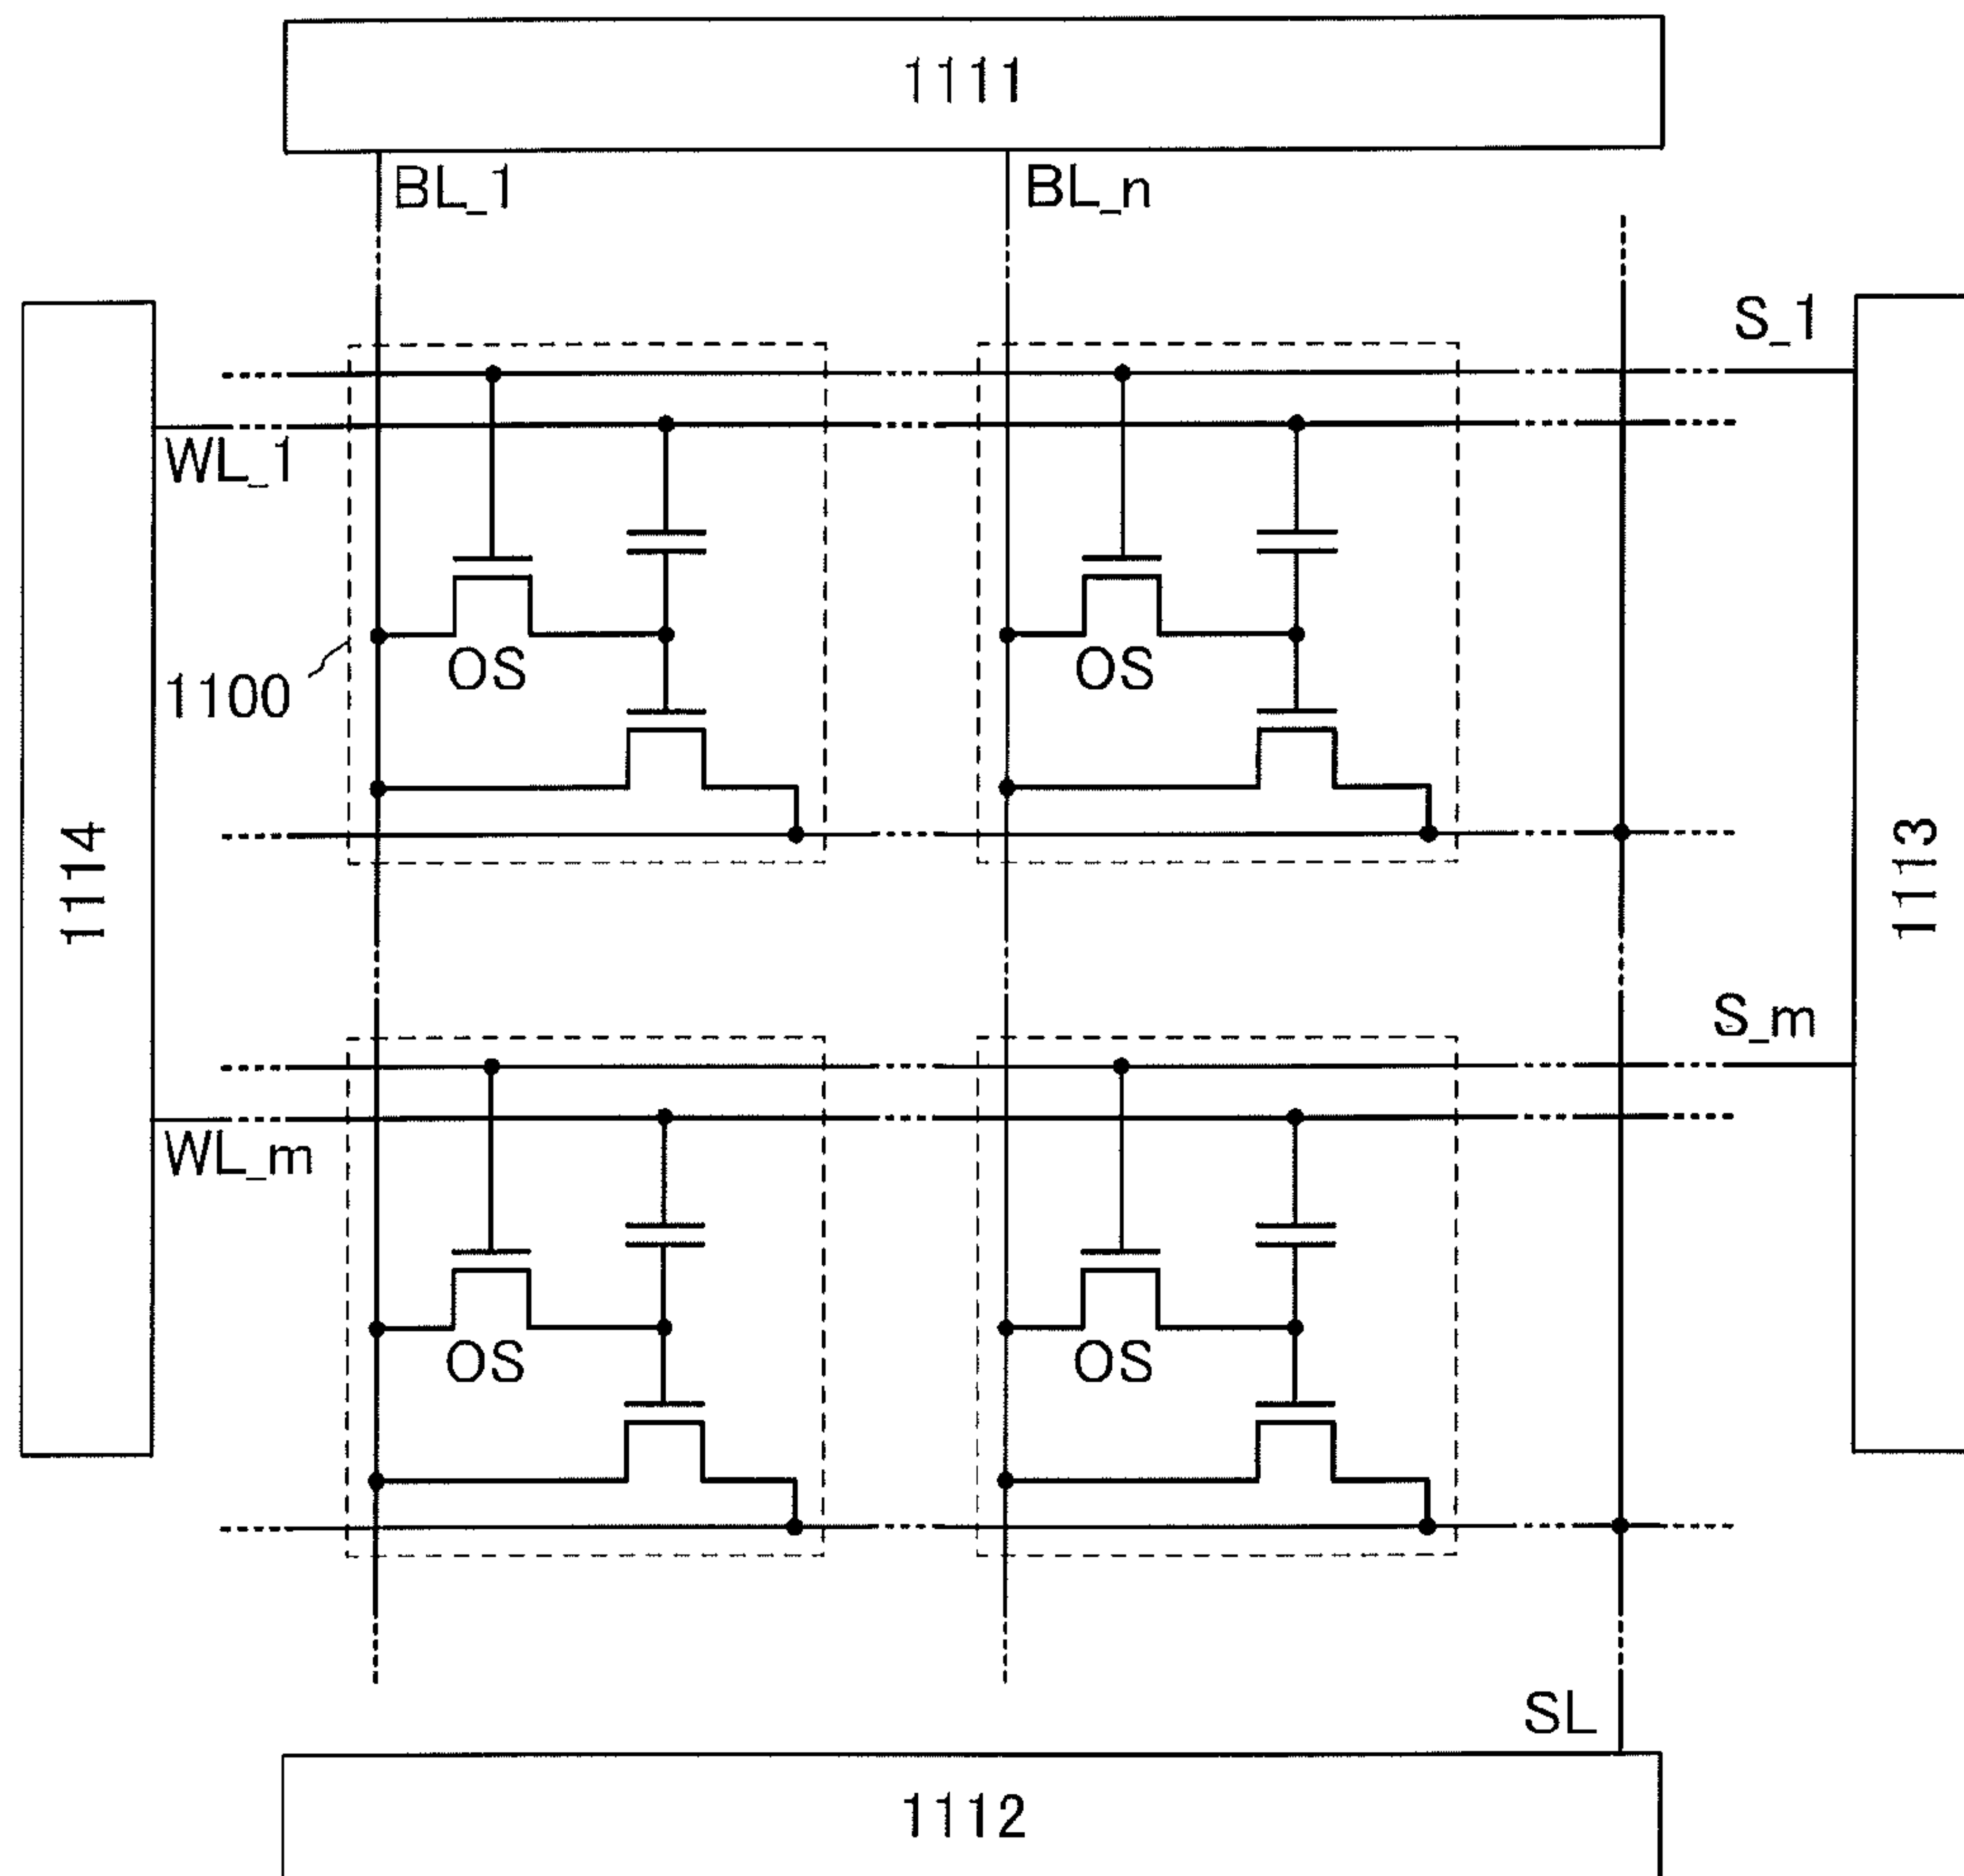 1111
BL_1
BL_n
S_1
WL_1
OS
OS
1100
1114
1113
S_m
WL_m
OS
OS
SL
1112